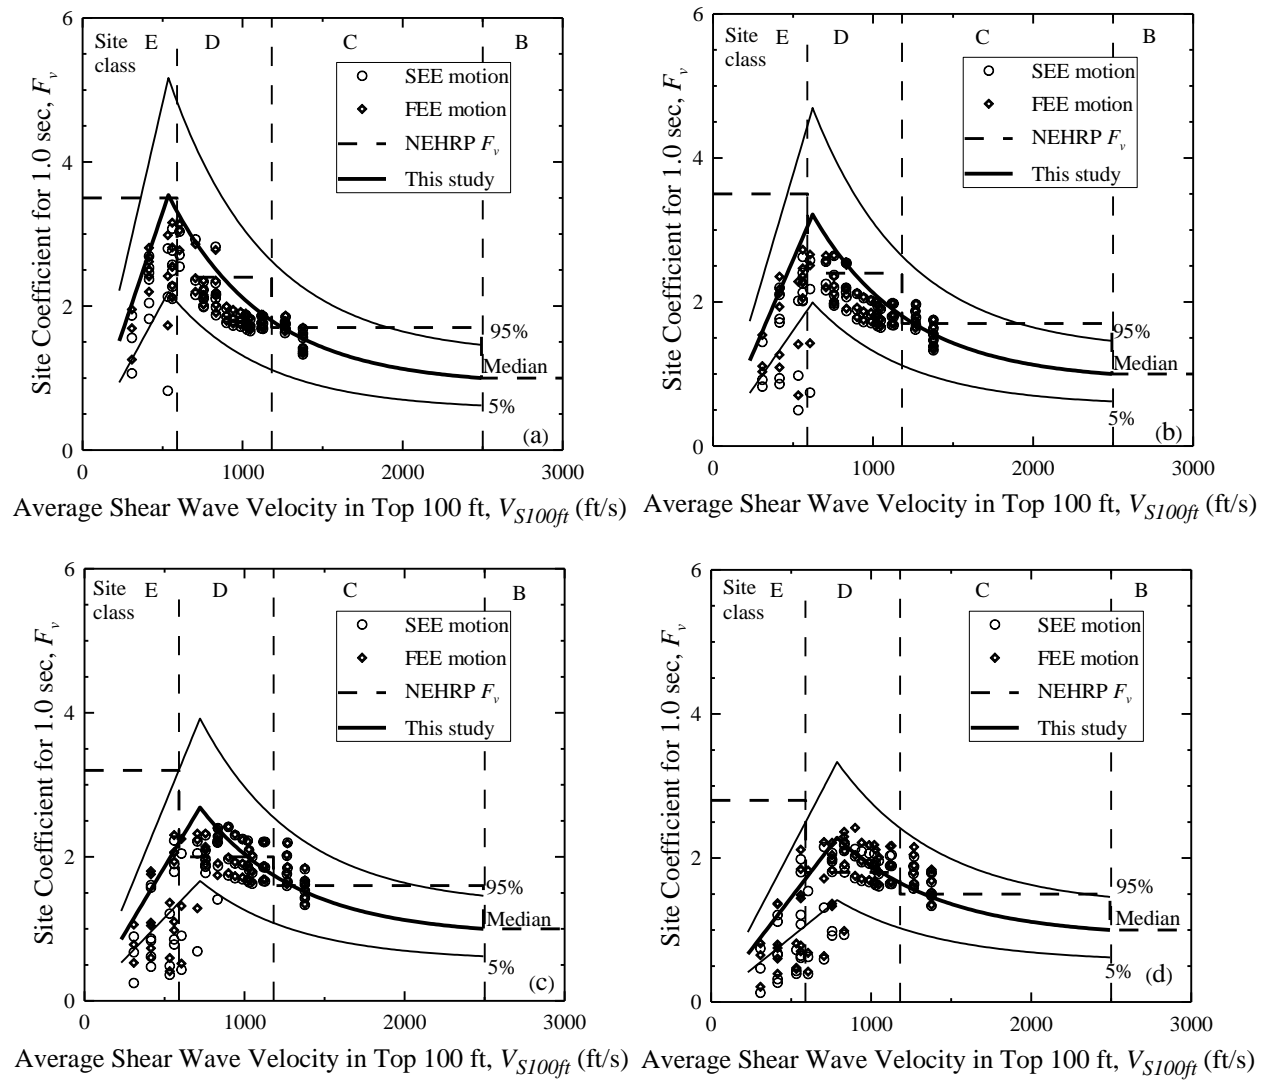 6
Site E D C B
class
SEE motion
FEE motion
NEHRP Fv
This study
4
2
0
95%
Median
5%
(a)
0 1000 2000 3000
Site Coefficient for 1.0 sec, Fv
Average Shear Wave Velocity in Top 100 ft, VS100ft (ft/s)
6
Site E D C B
class
SEE motion
FEE motion
NEHRP Fv
This study
4
2
0
95%
Median
5%
(b)
0 1000 2000 3000
Site Coefficient for 1.0 sec, Fv
Average Shear Wave Velocity in Top 100 ft, VS100ft (ft/s)
6
Site E D C B
class
SEE motion
FEE motion
NEHRP Fv
This study
4
2
0
95%
Median
5%
(c)
0 1000 2000 3000
Site Coefficient for 1.0 sec, Fv
Average Shear Wave Velocity in Top 100 ft, VS100ft (ft/s)
6
Site E D C B
class
SEE motion
FEE motion
NEHRP Fv
This study
4
2
0
95%
Median
5%
(d)
0 1000 2000 3000
Site Coefficient for 1.0 sec, Fv
Average Shear Wave Velocity in Top 100 ft, VS100ft (ft/s)